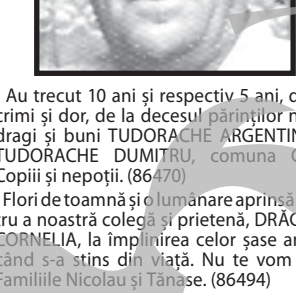 Au trecut 10 ani și respectiv 5 ani, d
crimi și dor, de la decesul părinților n
dragi și buni TUDORACHE ARGENTIN
TUDORACHE DUMITRU, comuna
Copiii și nepoții. (86470)
Flori de toamnă și o lumânare aprinsă
tru a noastră colegă și prietenă, DRĂG
CORNELIA, la împlinirea celor șase an
când s-a stins din viață. Nu te vom
Familiile Nicolau și Tănase. (86494)